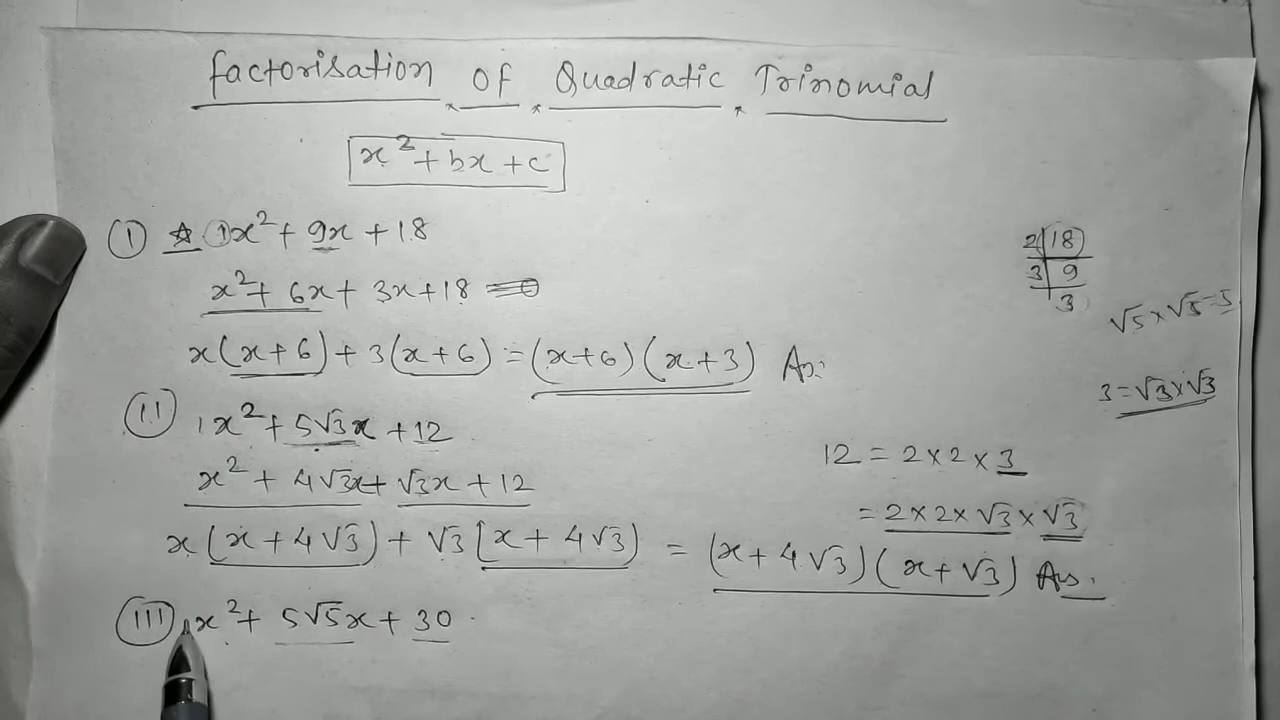 Factorisation of Quadratic Trinomial
x² + bx + c
(I) ☆ 1x² + 9x + 18
x² + 6x + 3x + 18 = 0
x(x+6) + 3(x+6) = (x+6)(x+3) Ans:
(II) 1x² + 5√3x + 12
x² + 4√3x + √3x + 12
x(x + 4√3) + √3[x + 4√3) = (x + 4√3)(x + √3) Ans.
(III) 1x² + 5√5x + 30
2|18
3|9
3
√5 × √5 = 5
3 = √3 × √3
12 = 2 × 2 × 3
= 2 × 2 × √3 × √3